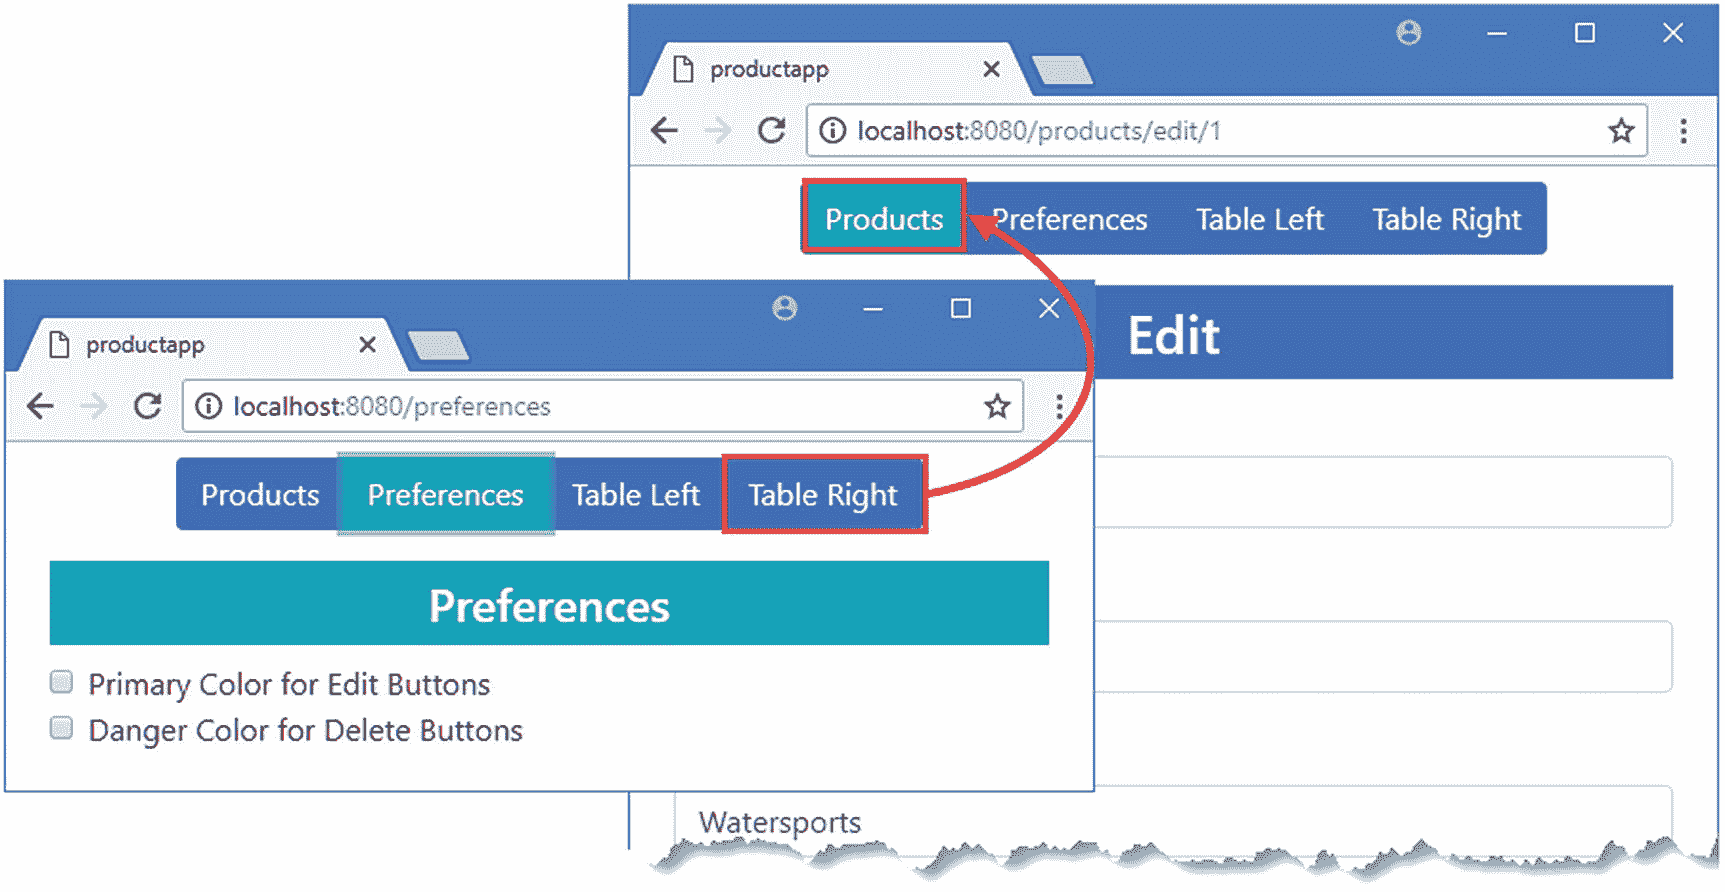 productapp
localhost:8080/products/edit/1
Products Preferences Table Left Table Right
Edit
productapp
localhost:8080/preferences
Products Preferences Table Left Table Right
Preferences
Primary Color for Edit Buttons
Danger Color for Delete Buttons
Watersports